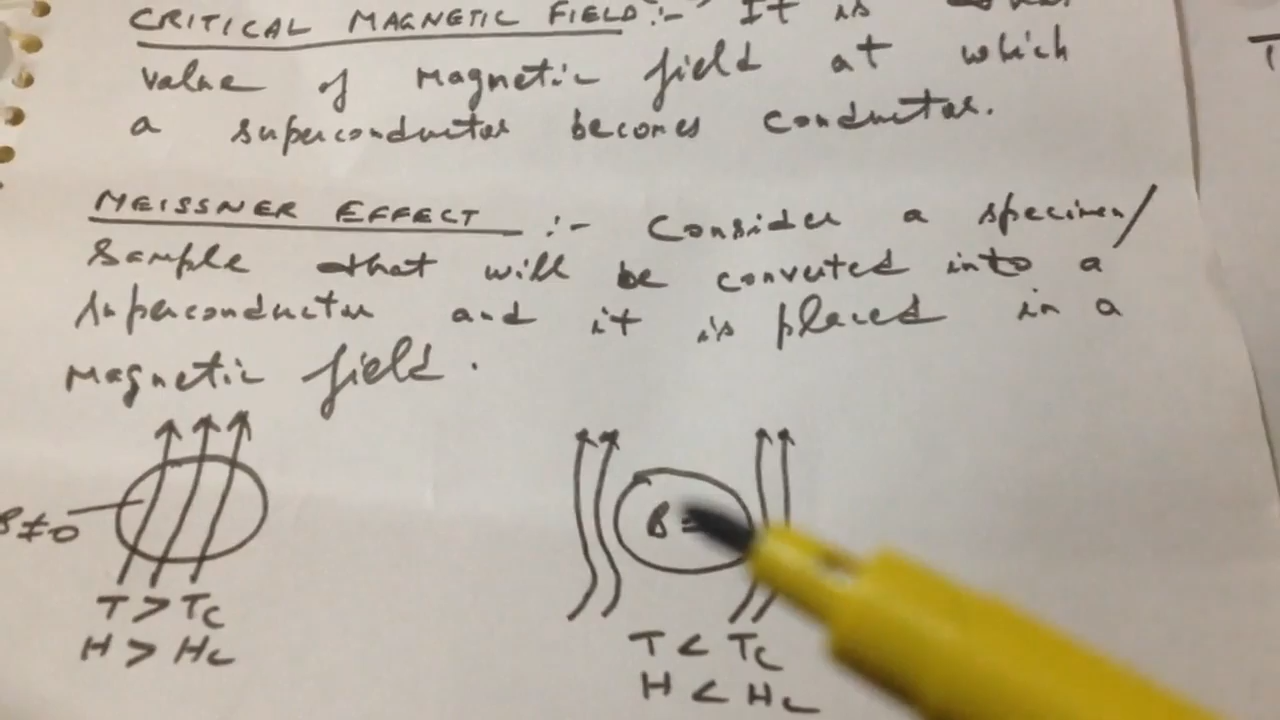 CRITICAL MAGNETIC FIELD :- It is
value of magnetic field at which
a superconductor becomes conductor.
MEISSNER EFFECT :- Consider a specimen/
Sample that will be converted into a
superconductor and it is placed in a
Magnetic field.
B≠0
B =
T > Tc
H > Hc
T < Tc
H < Hc